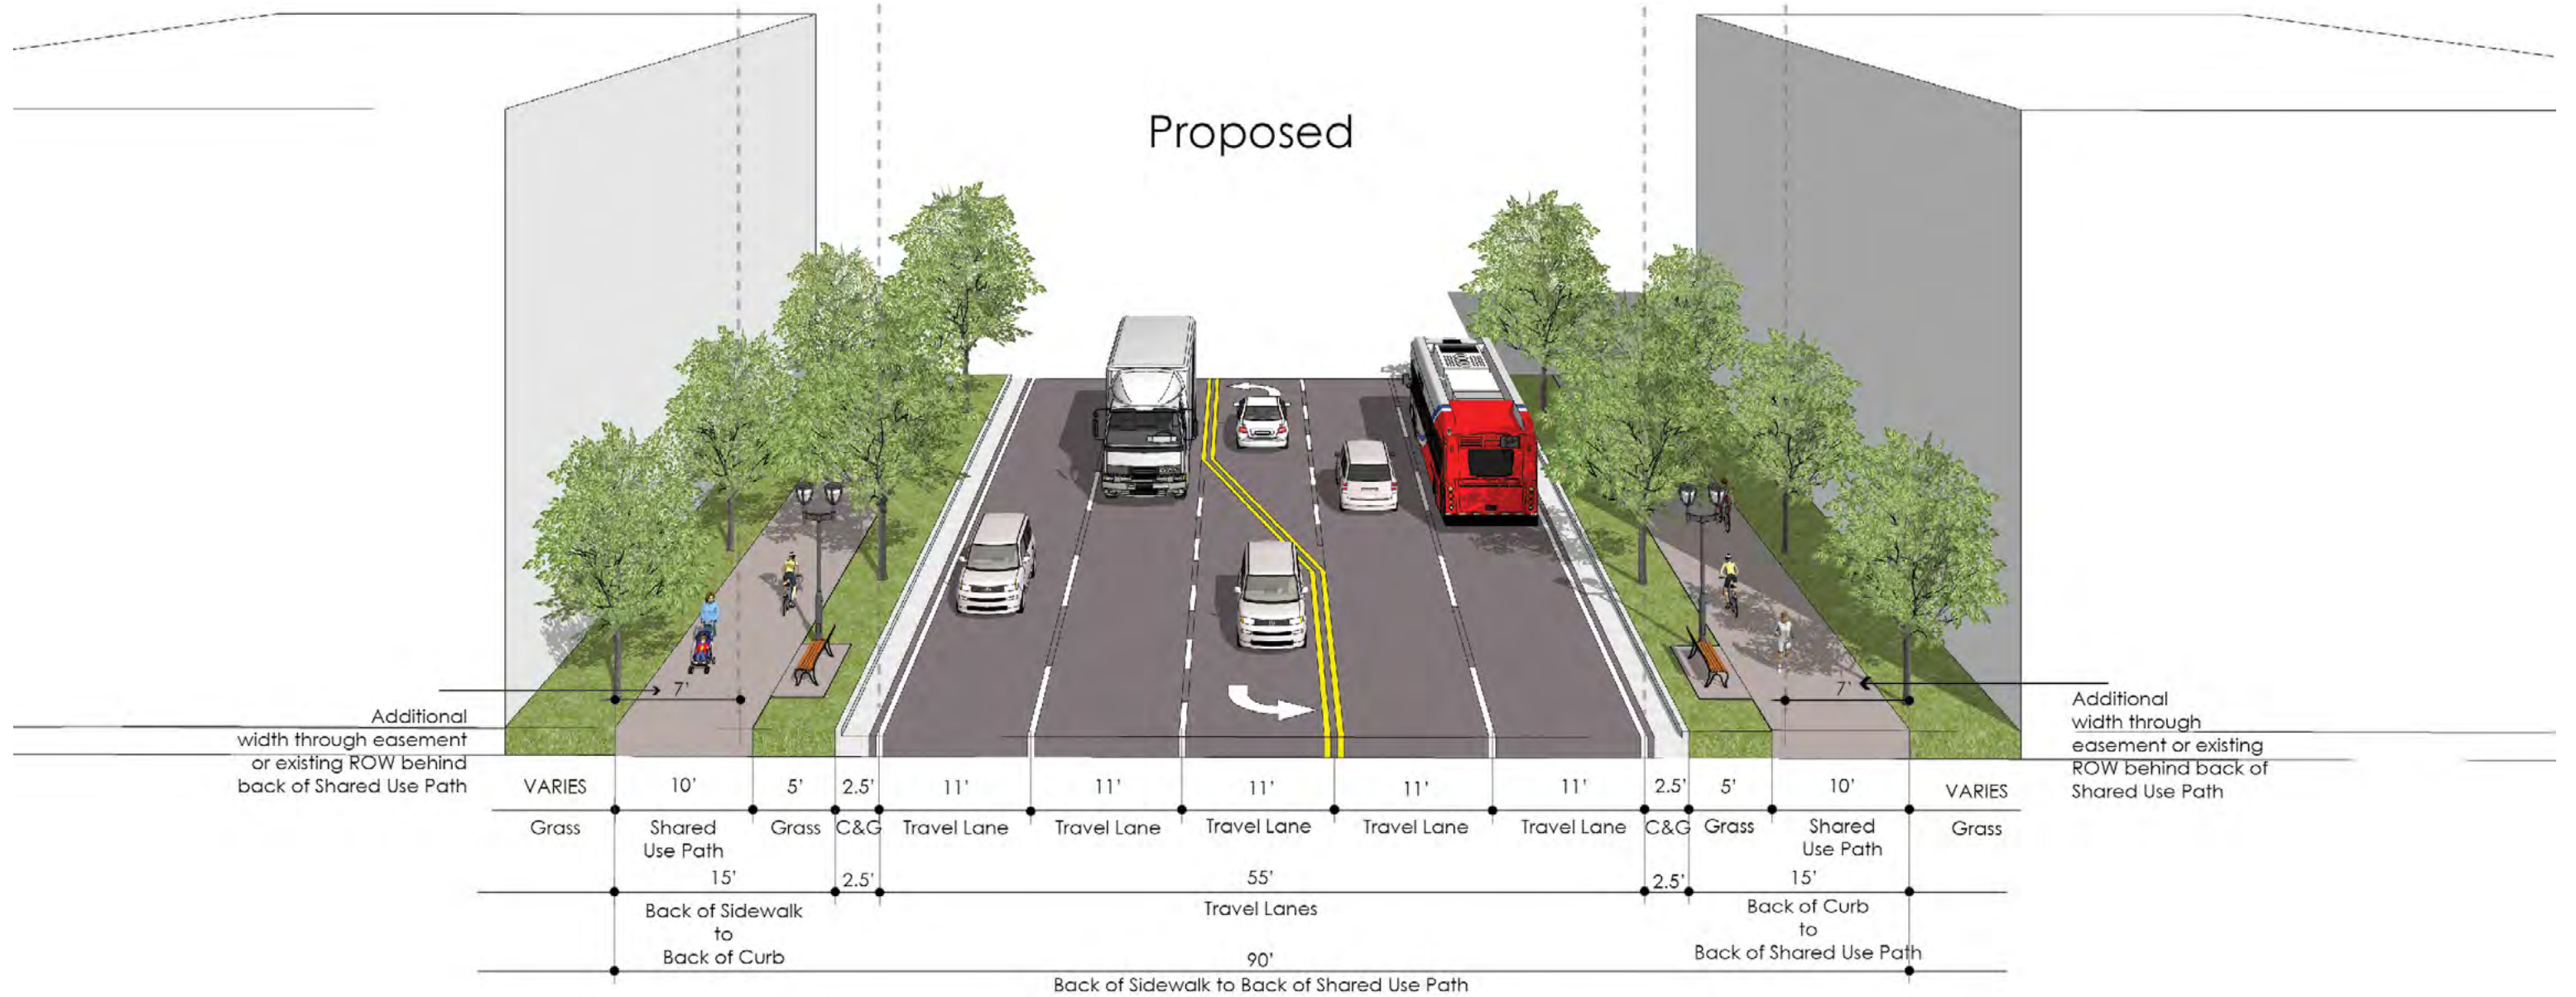 Proposed
7'
7'
Additional
width through easement
or existing ROW behind
back of Shared Use Path
Additional
width through
easement or existing
ROW behind back of
Shared Use Path
VARIES 10' 5' 2.5' 11' 11' 11' 11' 11' 2.5' 5' 10' VARIES
Grass Shared Use Path Grass C&G Travel Lane Travel Lane Travel Lane Travel Lane Travel Lane C&G Grass Shared Use Path Grass
15' 2.5' 55' 2.5' 15'
Back of Sidewalk
to
Back of Curb
Travel Lanes
Back of Curb
to
Back of Shared Use Path
90'
Back of Sidewalk to Back of Shared Use Path